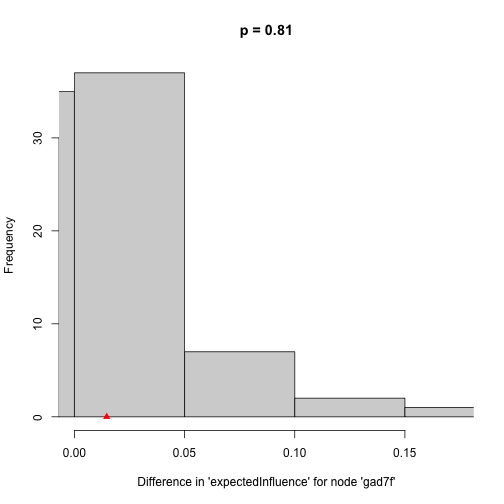 p = 0.81
Frequency
30
20
10
0
0.00 0.05 0.10 0.15
Difference in 'expectedInfluence' for node 'gad7f'